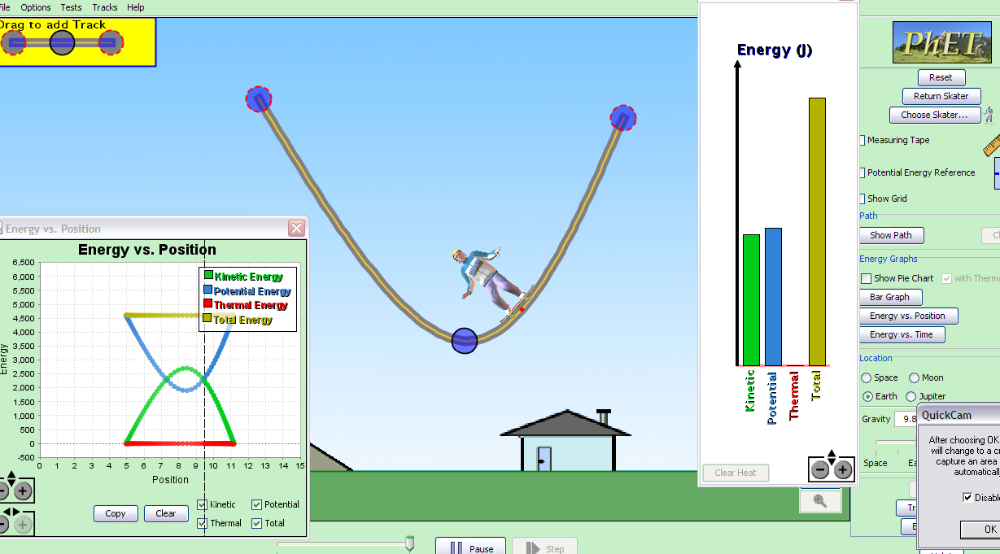 File Options Tests Tracks Help
Drag to add Track
Energy (J)
Kinetic
Potential
Thermal
Total
Clear Heat
PhET
Reset
Return Skater
Choose Skater...
Measuring Tape
Potential Energy Reference
Show Grid
Path
Show Path
Energy Graphs
Show Pie Chart with Therma
Bar Graph
Energy vs. Position
Energy vs. Time
Location
Space Moon
Earth Jupiter
Gravity 9.8
Space Ea
QuickCam
After choosing OK
will change to a cr
capture an area
automatically
Disable
OK
Energy vs. Position
Energy vs. Position
Kinetic Energy
Potential Energy
Thermal Energy
Total Energy
6,500
6,000
5,500
5,000
4,500
4,000
3,500
3,000
2,500
2,000
1,500
1,000
500
0
-500
Energy
0 1 2 3 4 5 6 7 8 9 10 11 12 13 14 15
Position
Copy
Clear
Kinetic Potential
Thermal Total
Pause
Step